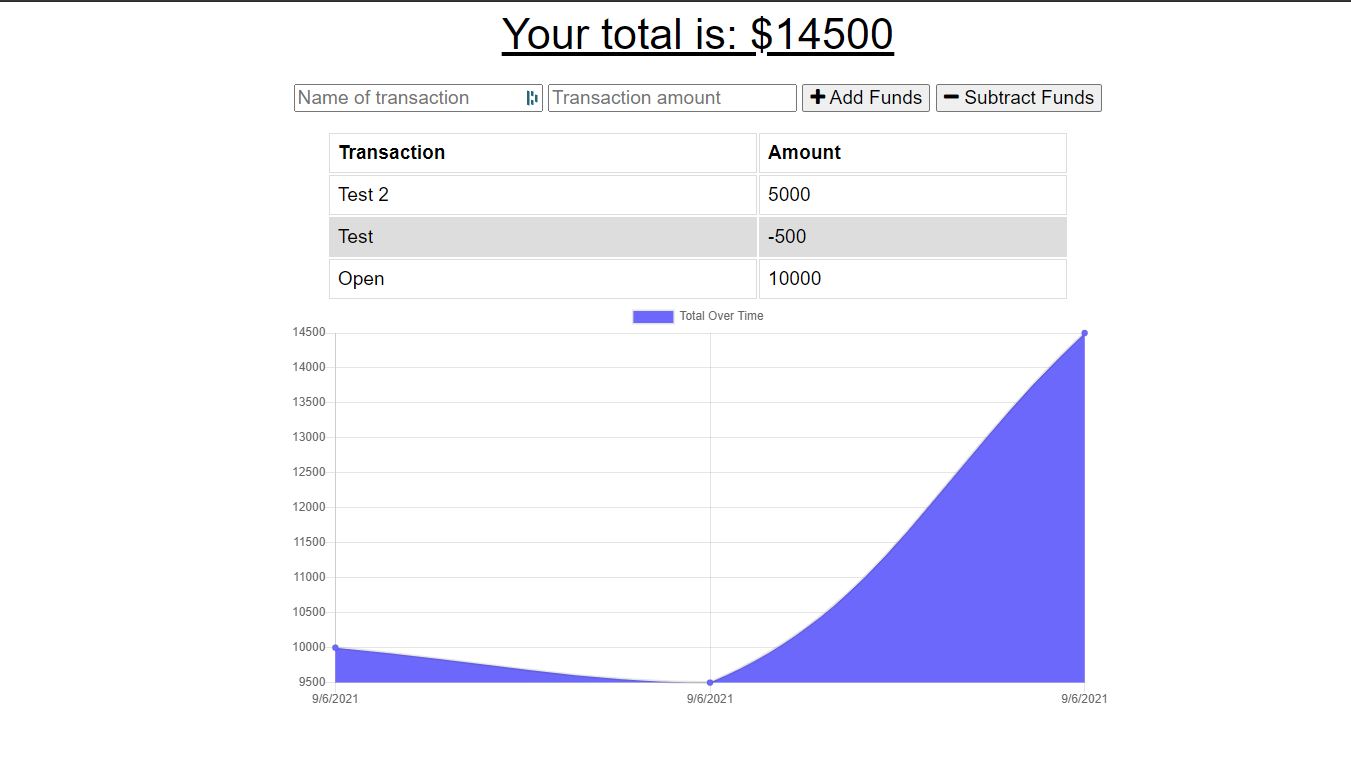 Your total is: $14500
Name of transaction Transaction amount Add Funds Subtract Funds
Transaction Amount
Test 2 5000
Test -500
Open 10000
Total Over Time
14500
14000
13500
13000
12500
12000
11500
11000
10500
10000
9500
9/6/2021 9/6/2021 9/6/2021